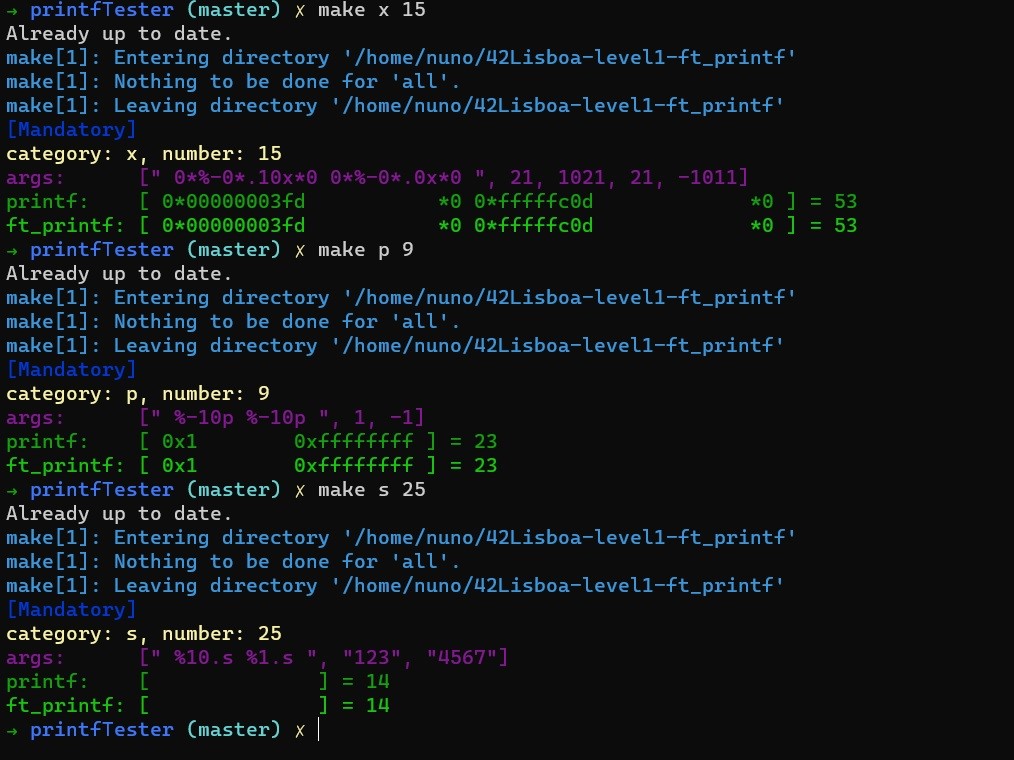 → printfTester (master) ✗ make x 15
Already up to date.
make[1]: Entering directory '/home/nuno/42Lisboa-level1-ft_printf'
make[1]: Nothing to be done for 'all'.
make[1]: Leaving directory '/home/nuno/42Lisboa-level1-ft_printf'
[Mandatory]
category: x, number: 15
args:      [" 0*%-0*.10x*0 0*%-0*.0x*0 ", 21, 1021, 21, -1011]
printf:    [ 0*00000003fd           *0 0*fffffc0d             *0 ] = 53
ft_printf: [ 0*00000003fd           *0 0*fffffc0d             *0 ] = 53
→ printfTester (master) ✗ make p 9
Already up to date.
make[1]: Entering directory '/home/nuno/42Lisboa-level1-ft_printf'
make[1]: Nothing to be done for 'all'.
make[1]: Leaving directory '/home/nuno/42Lisboa-level1-ft_printf'
[Mandatory]
category: p, number: 9
args:      [" %-10p %-10p ", 1, -1]
printf:    [ 0x1        0xffffffff ] = 23
ft_printf: [ 0x1        0xffffffff ] = 23
→ printfTester (master) ✗ make s 25
Already up to date.
make[1]: Entering directory '/home/nuno/42Lisboa-level1-ft_printf'
make[1]: Nothing to be done for 'all'.
make[1]: Leaving directory '/home/nuno/42Lisboa-level1-ft_printf'
[Mandatory]
category: s, number: 25
args:      [" %10.s %1.s ", "123", "4567"]
printf:    [              ] = 14
ft_printf: [              ] = 14
→ printfTester (master) ✗